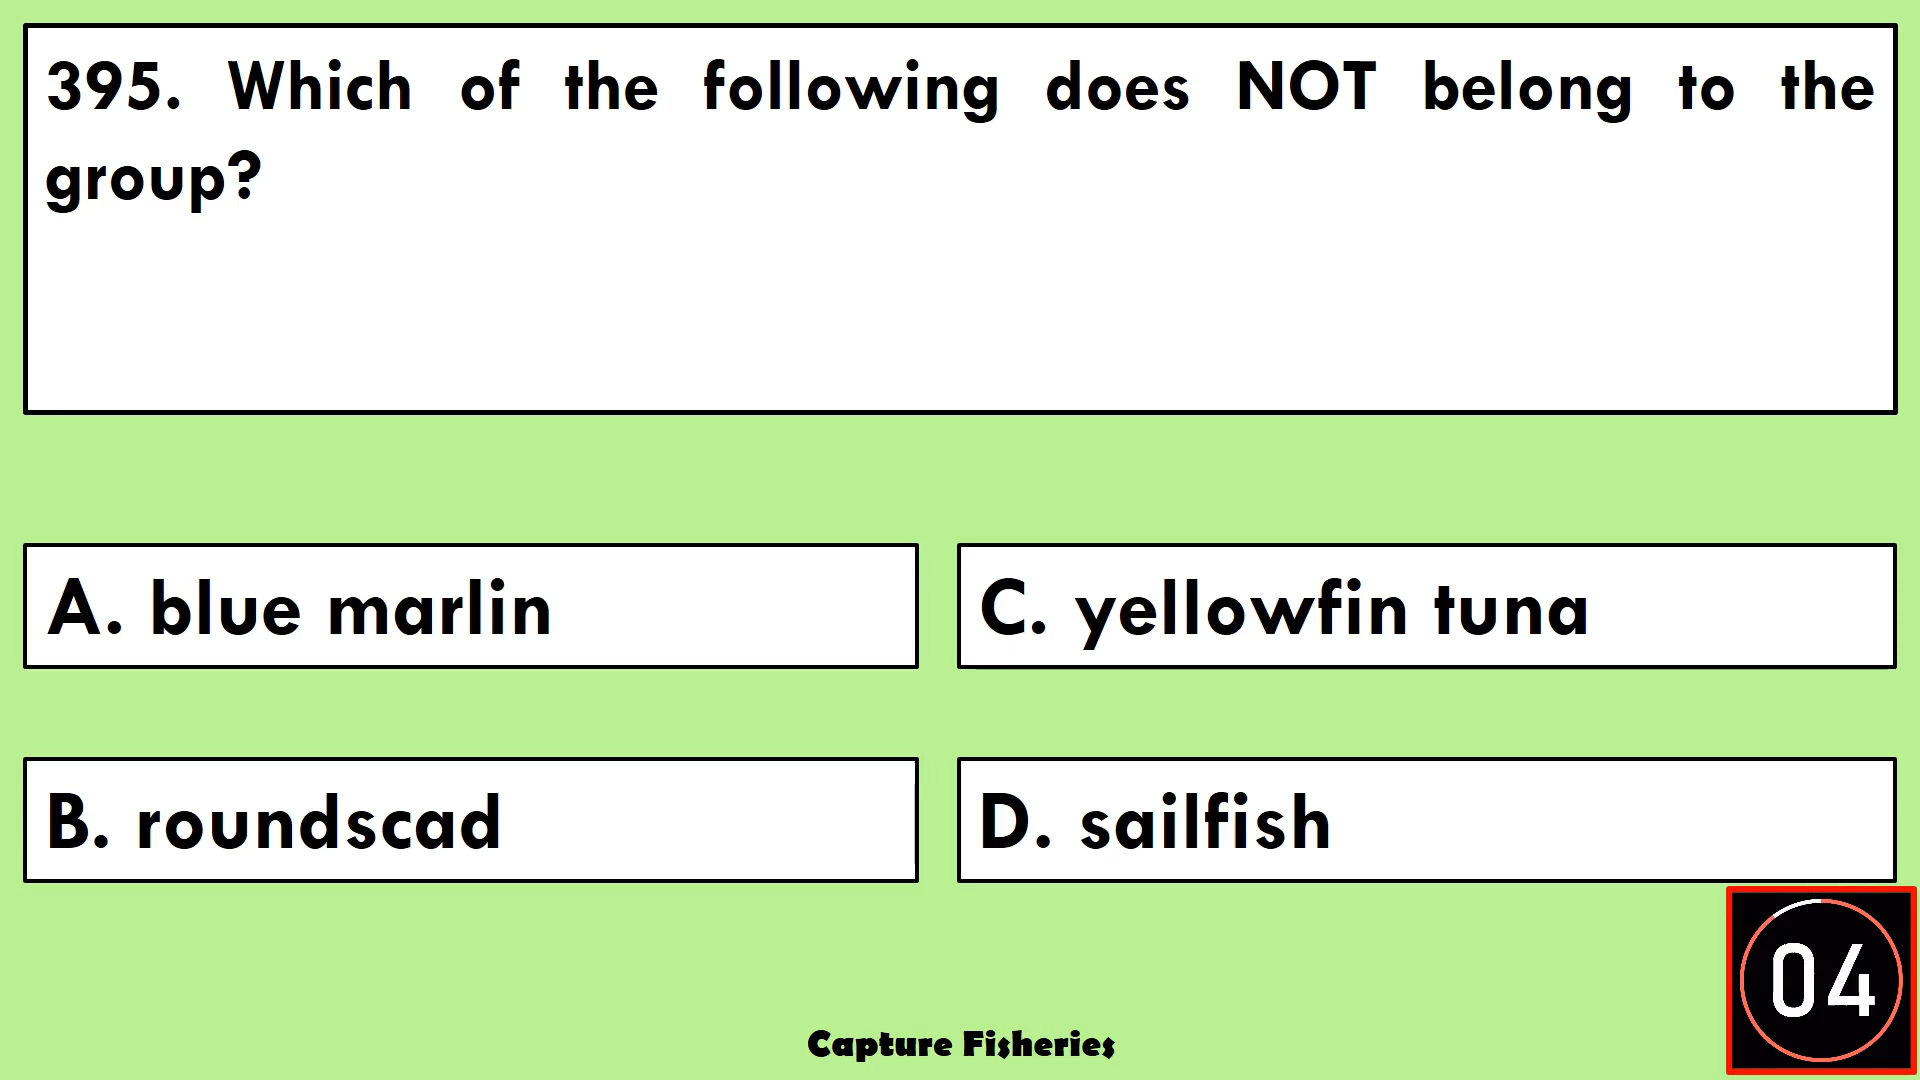 395. Which of the following does NOT belong to the
group?
A. blue marlin
C. yellowfin tuna
B. roundscad
D. sailfish
04
Capture Fisheries